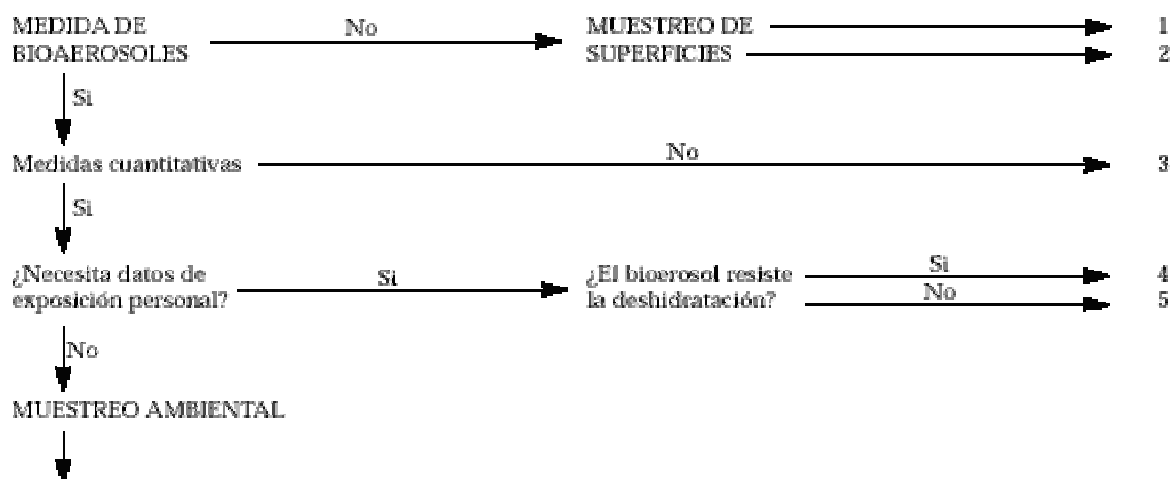 MEDIDA DE
BIOAEROSOLES
No
MUESTREO DE
SUPERFICIES
1
2
Si
Medidas cuantitativas
No
3
Si
¿Necesita datos de
exposición personal?
Si
¿El bioerosol resiste
la deshidratación?
Si
4
No
5
No
MUESTREO AMBIENTAL